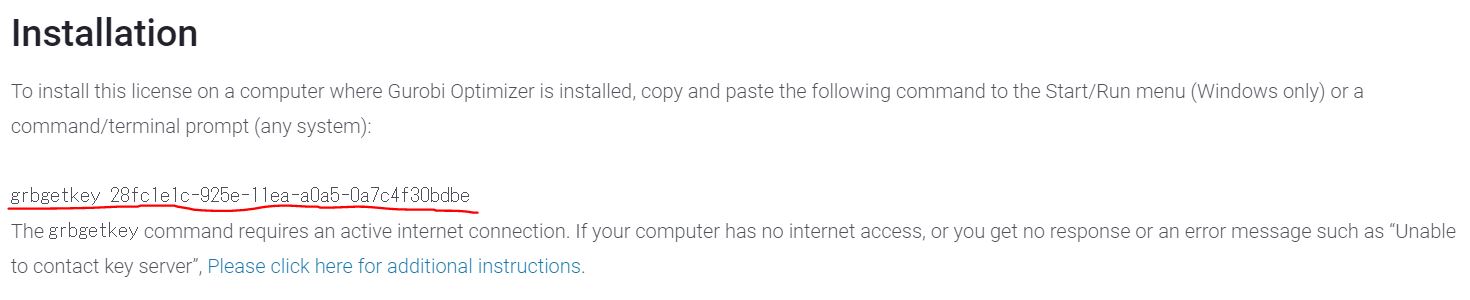 Installation
To install this license on a computer where Gurobi Optimizer is installed, copy and paste the following command to the Start/Run menu (Windows only) or a
command/terminal prompt (any system):
grbgetkey 28fc1e1c-925e-11ea-a0a5-0a7c4f30bdbe
The grbgetkey command requires an active internet connection. If your computer has no internet access, or you get no response or an error message such as “Unable
to contact key server”, Please click here for additional instructions.